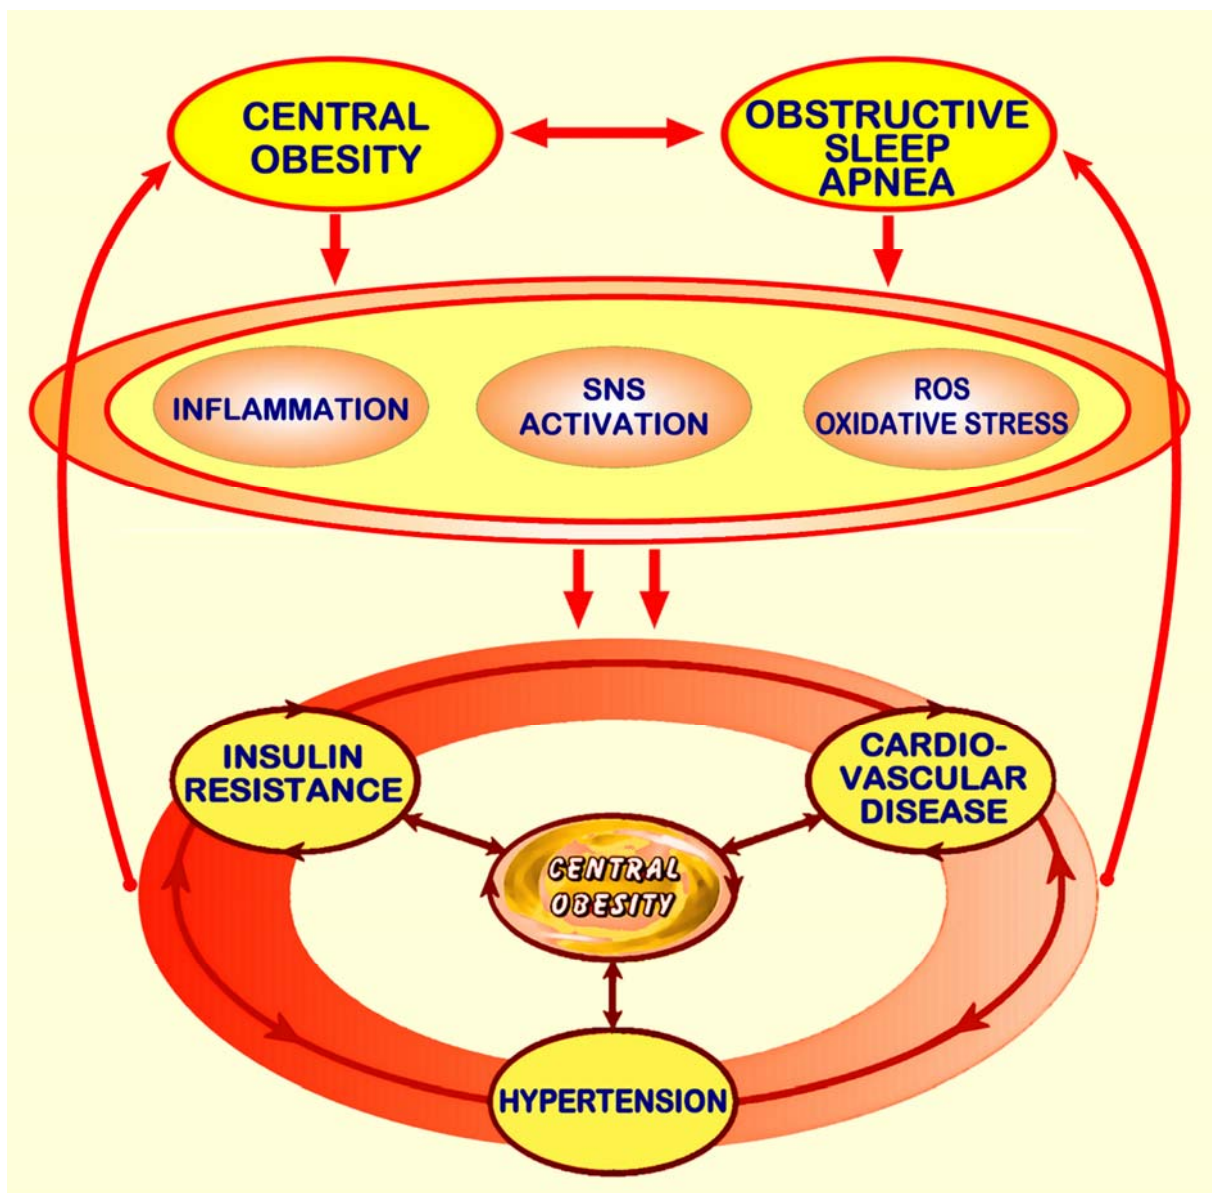 CENTRAL
OBESITY
OBSTRUCTIVE
SLEEP
APNEA
INFLAMMATION
SNS
ACTIVATION
ROS
OXIDATIVE STRESS
INSULIN
RESISTANCE
CARDIO-
VASCULAR
DISEASE
CENTRAL
OBESITY
HYPERTENSION